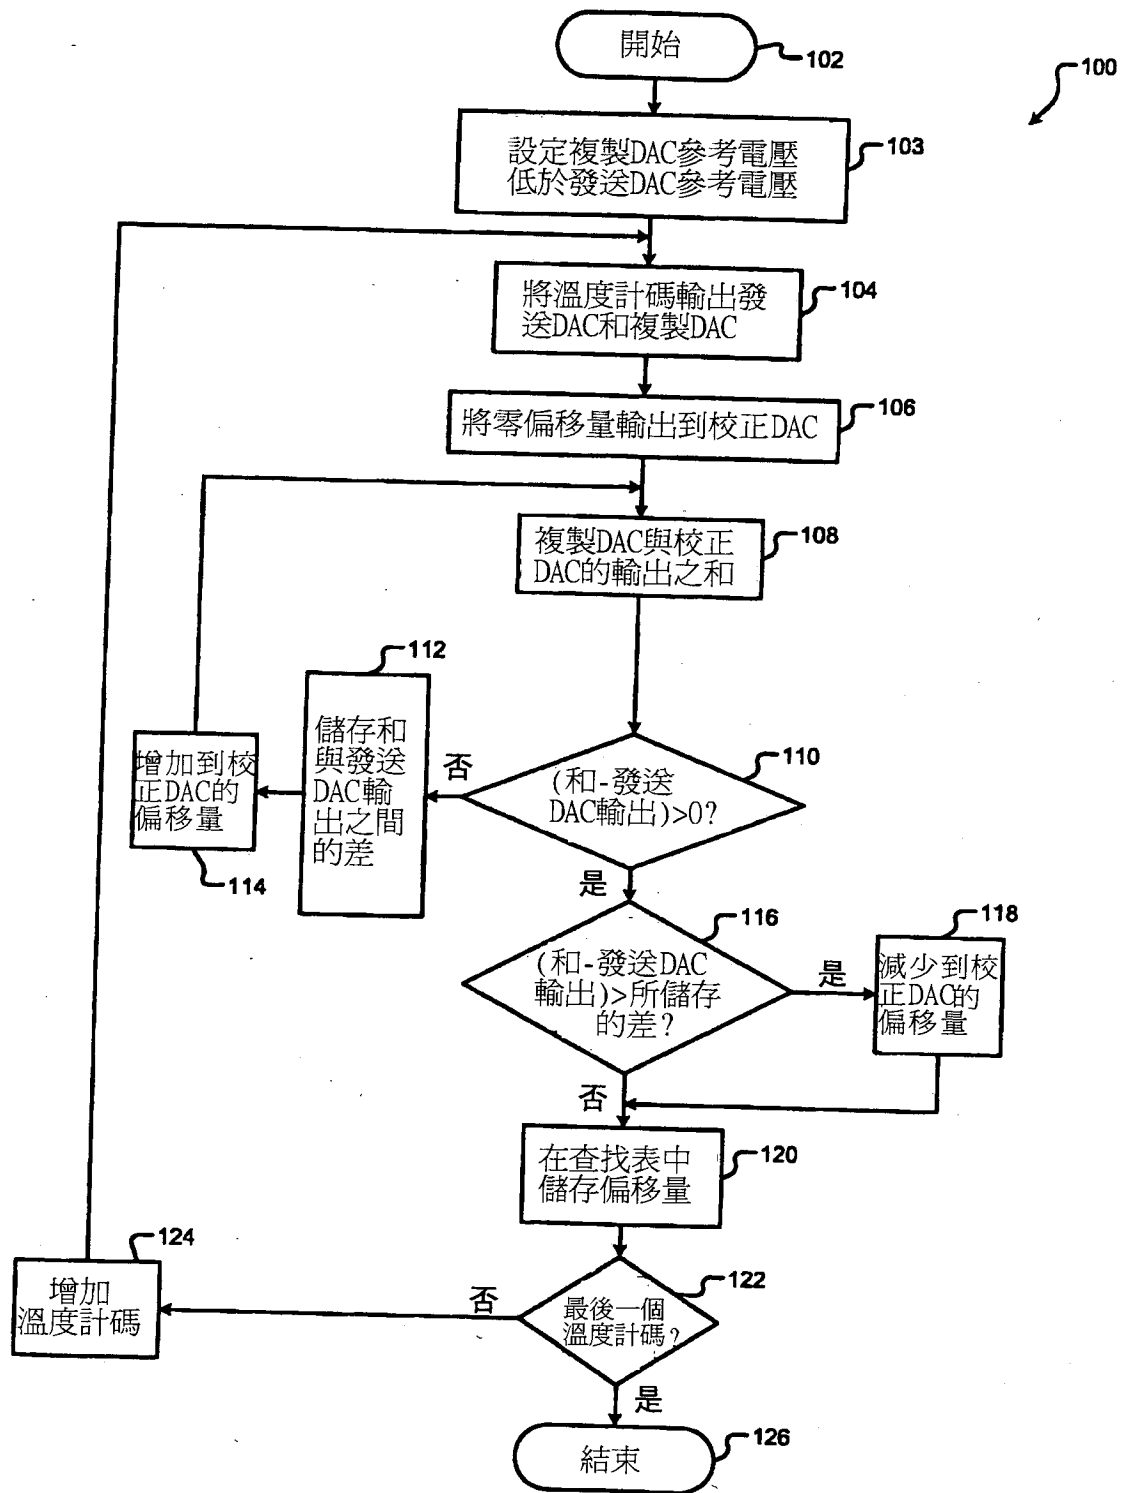 開始
102
100
設定複製DAC參考電壓
低於發送DAC參考電壓
103
將溫度計碼輸出發
送DAC和複製DAC
104
將零偏移量輸出到校正DAC
106
複製DAC與校正
DAC的輸出之和
108
112
儲存和
與發送
DAC輸
出之間
的差
增加到校
正DAC的
偏移量
114
否
(和-發送
DAC輸出)>0?
110
是
(和-發送DAC
輸出)>所儲存
的差?
116
是
118
減少到校
正DAC的
偏移量
否
在查找表中
儲存偏移量
120
124
增加
溫度計碼
否
最後一個
溫度計碼?
122
是
結束
126